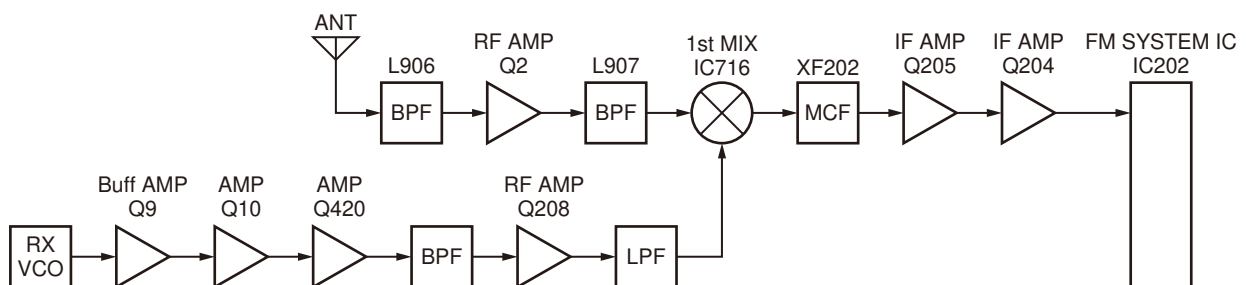 ANT
L906
BPF
RF AMP
Q2
L907
BPF
1st MIX
IC716
XF202
MCF
IF AMP
Q205
IF AMP
Q204
FM SYSTEM IC
IC202
RX
VCO
Buff AMP
Q9
AMP
Q10
AMP
Q420
BPF
RF AMP
Q208
LPF